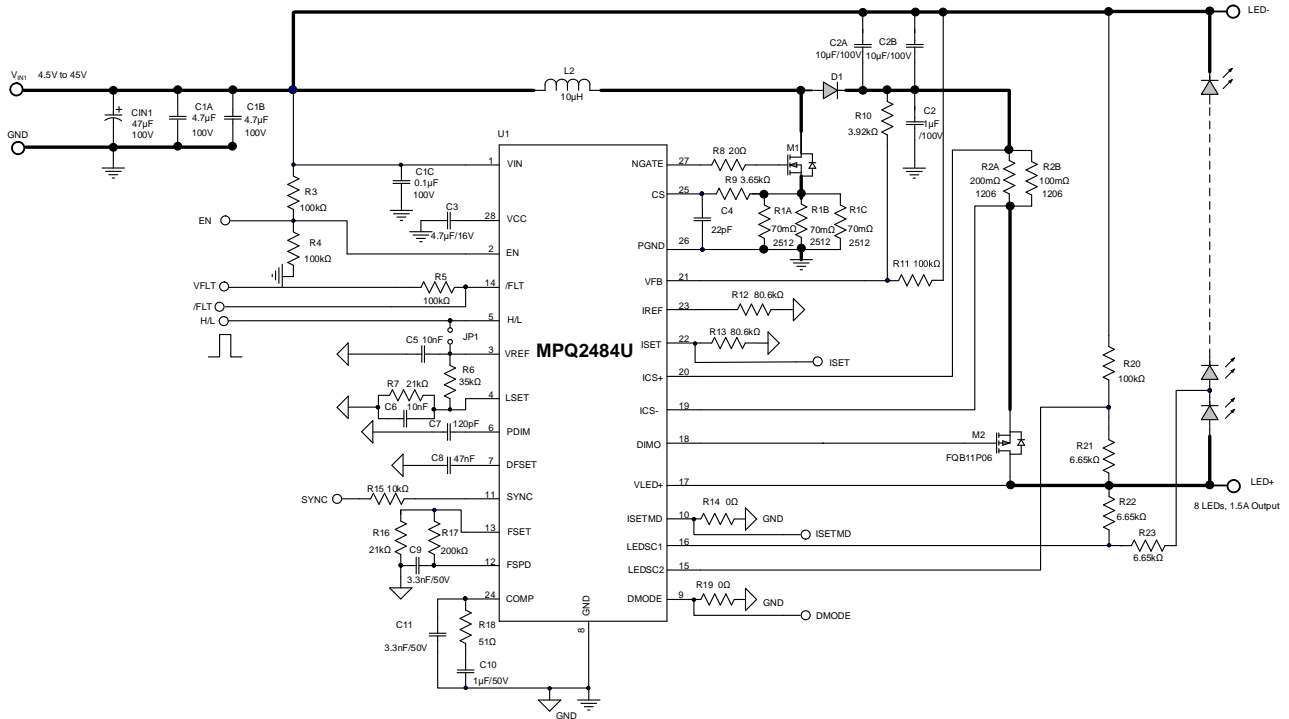 LED-
V_IN1 4.5V to 45V
GND
CIN1
47µF
100V
C1A
4.7µF
100V
C1B
4.7µF
100V
L2
10µH
D1
C2A
10µF/100V
C2B
10µF/100V
R10
3.92kΩ
C2
1µF
/100V
R3
100kΩ
C1C
0.1µF
100V
C3
4.7µF/16V
EN
R4
100kΩ
VFLT
R5
100kΩ
/FLT
H/L
JP1
C5 10nF
R6
35kΩ
R7 21kΩ
C6 10nF
C7 120pF
C8 47nF
SYNC
R15 10kΩ
R16
21kΩ
R17
200kΩ
C9
3.3nF/50V
C11
3.3nF/50V
R18
51Ω
C10
1µF/50V
GND
U1
MPQ2484U
1 VIN
28 VCC
2 EN
14 /FLT
5 H/L
3 VREF
4 LSET
6 PDIM
7 DFSET
11 SYNC
13 FSET
12 FSPD
24 COMP
GND
8
NGATE 27
CS 25
PGND 26
VFB 21
IREF 23
ISET 22
ICS+ 20
ICS- 19
DIMO 18
VLED+ 17
ISETMD 10
LEDSC1 16
LEDSC2 15
DMODE 9
R8 20Ω
M1
R9 3.65kΩ
C4
22pF
R1A
70mΩ
2512
R1B
70mΩ
2512
R1C
70mΩ
2512
R11 100kΩ
R12 80.6kΩ
R13 80.6kΩ
ISET
R2A
200mΩ
1206
R2B
100mΩ
1206
M2
FQB11P06
R14 0Ω
GND
ISETMD
R19 0Ω
GND
DMODE
R20
100kΩ
R21
6.65kΩ
R22
6.65kΩ
R23
6.65kΩ
LED+
8 LEDs, 1.5A Output